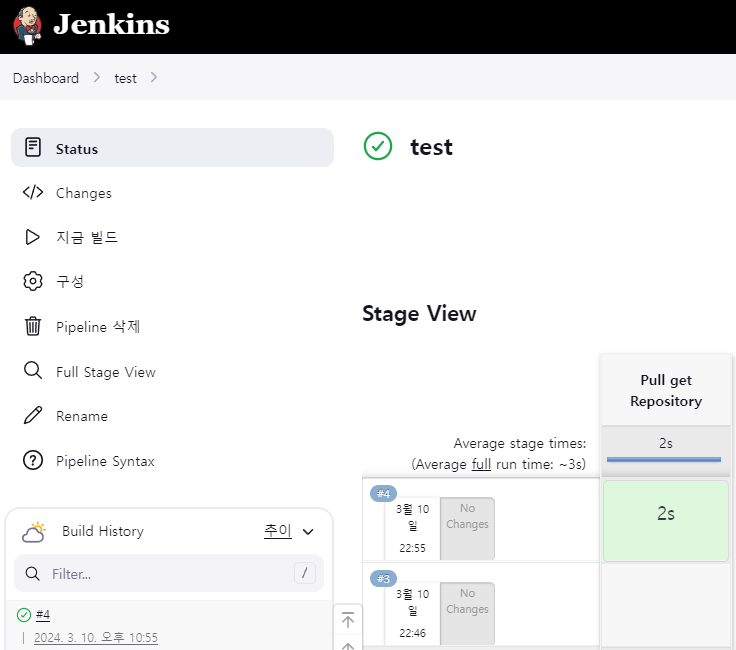 Jenkins
Dashboard
test
Status
Changes
지금 빌드
구성
Pipeline 삭제
Full Stage View
Rename
Pipeline Syntax
Build History
추이
Filter...
/
#4
2024. 3. 10. 오후 10:55
test
Stage View
Pull get
Repository
Average stage times:
(Average full run time: ~3s)
2s
#4
3월 10
일
22:55
No
Changes
2s
#3
3월 10
일
22:46
No
Changes